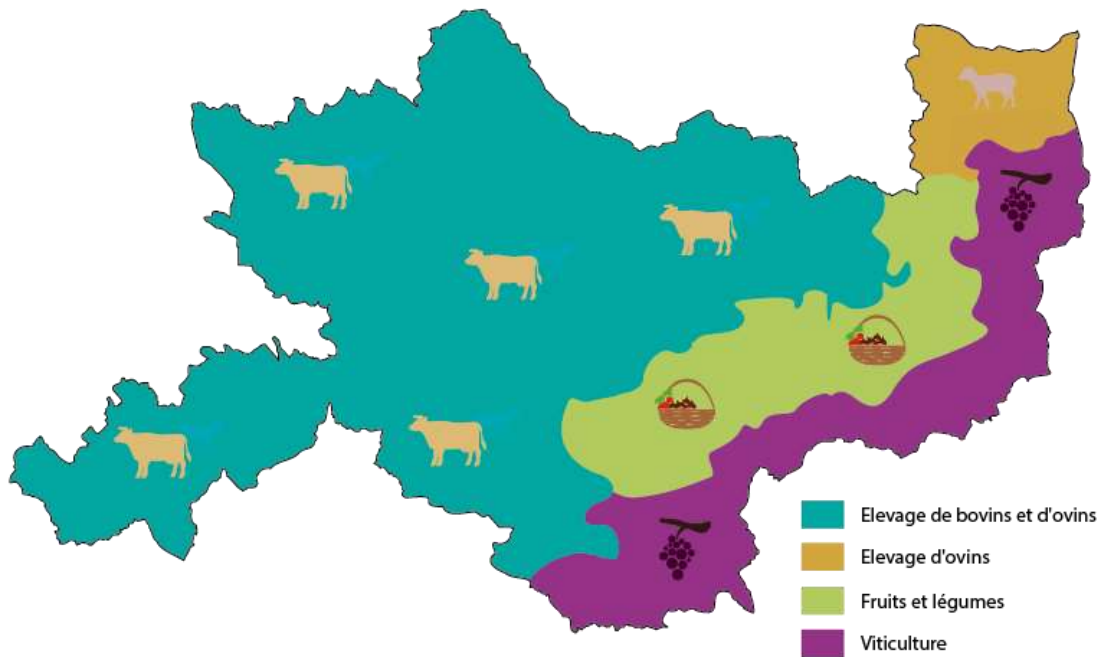 Elevage de bovins et d'ovins
Elevage d'ovins
Fruits et légumes
Viticulture